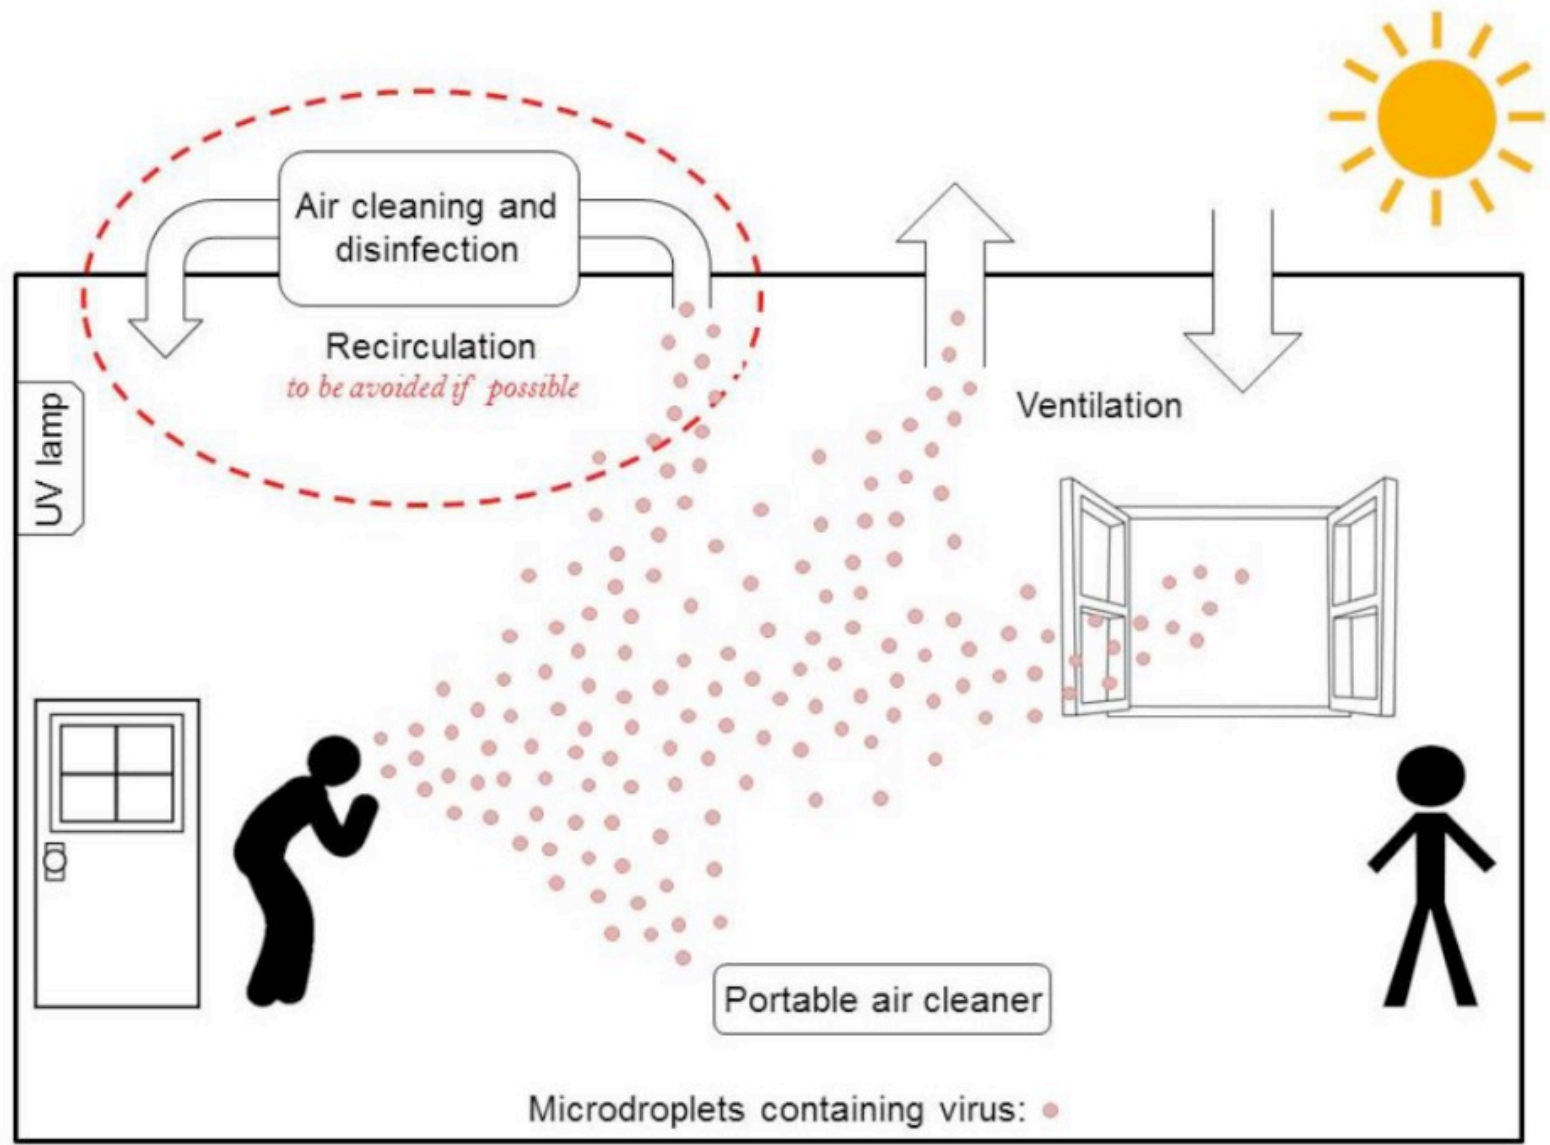 Air cleaning and
disinfection
Recirculation
to be avoided if possible
UV lamp
Ventilation
Portable air cleaner
Microdroplets containing virus: